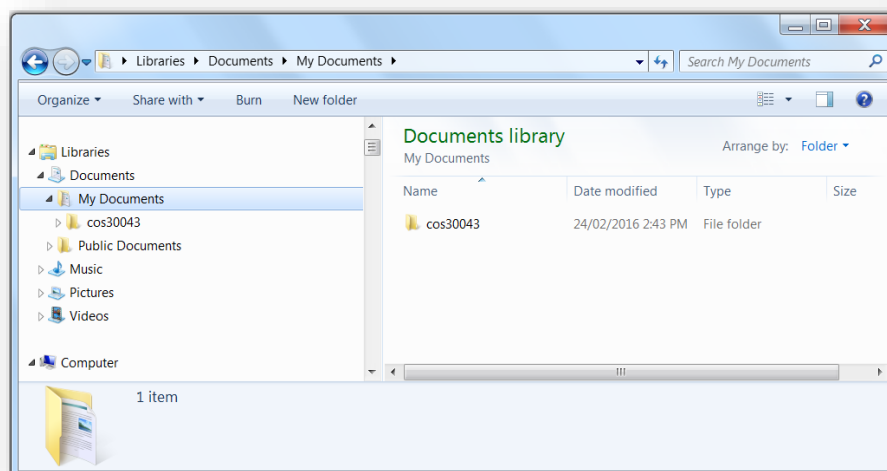 Libraries Documents My Documents Search My Documents
Organize Share with Burn New folder
Libraries
Documents
My Documents
cos30043
Public Documents
Music
Pictures
Videos
Computer
Documents library
My Documents
Arrange by: Folder
Name Date modified Type Size
cos30043 24/02/2016 2:43 PM File folder
1 item